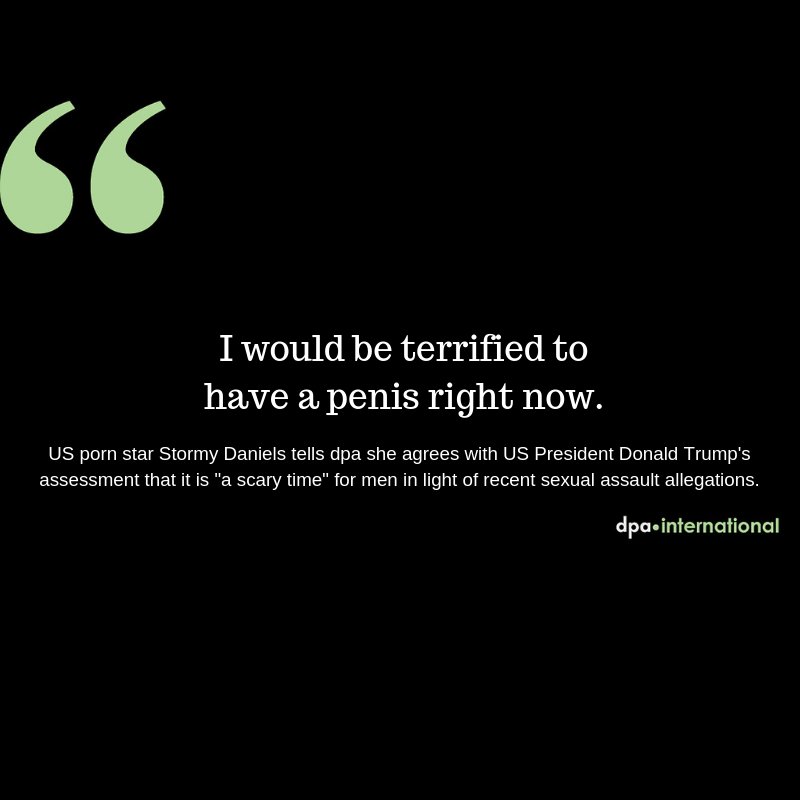 “
I would be terrified to
have a penis right now.
US porn star Stormy Daniels tells dpa she agrees with US President Donald Trump's
assessment that it is "a scary time" for men in light of recent sexual assault allegations.
dpa•international